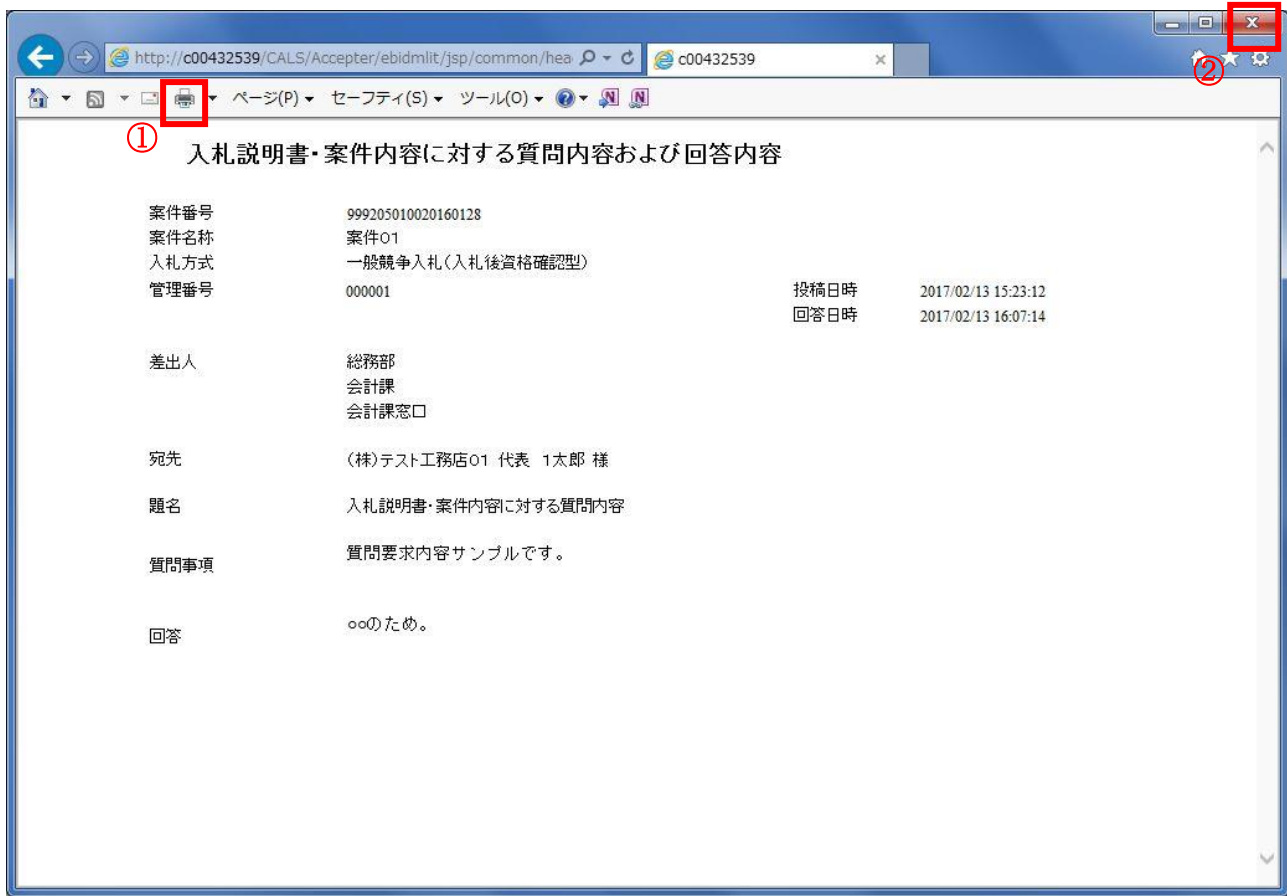 http://c00432539/CALS/Accepter/ebidmlit/jsp/common/hea
c00432539
②
ページ(P) セーフティ(S) ツール(O)
①
入札説明書・案件内容に対する質問内容および回答内容
案件番号 999205010020160128
案件名称 案件01
入札方式 一般競争入札(入札後資格確認型)
管理番号 000001 投稿日時 2017/02/13 15:23:12
回答日時 2017/02/13 16:07:14
差出人 総務部
会計課
会計課窓口
宛先 (株)テスト工務店01 代表 1太郎 様
題名 入札説明書・案件内容に対する質問内容
質問事項 質問要求内容サンプルです。
回答 ○○のため。